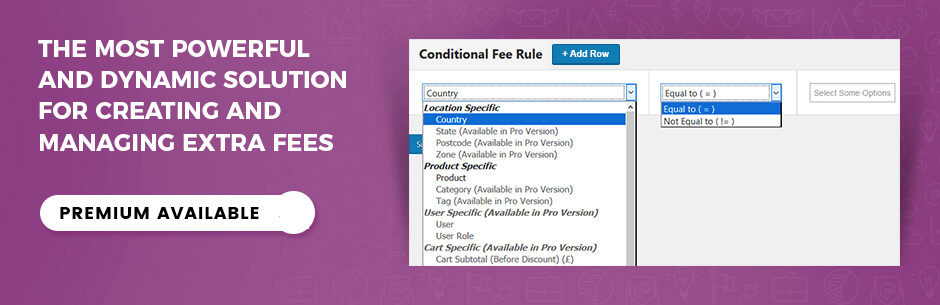 THE MOST POWERFUL
AND DYNAMIC SOLUTION
FOR CREATING AND
MANAGING EXTRA FEES
PREMIUM AVAILABLE
Conditional Fee Rule
+ Add Row
Country
Location Specific
Country
State (Available in Pro Version)
Postcode (Available in Pro Version)
Zone (Available in Pro Version)
Product Specific
Product
Category (Available in Pro Version)
Tag (Available in Pro Version)
User Specific (Available in Pro Version)
User
User Role
Cart Specific (Available in Pro Version)
Cart Subtotal (Before Discount) (£)
Equal to ( = )
Equal to ( = )
Not Equal to ( != )
Select Some Options